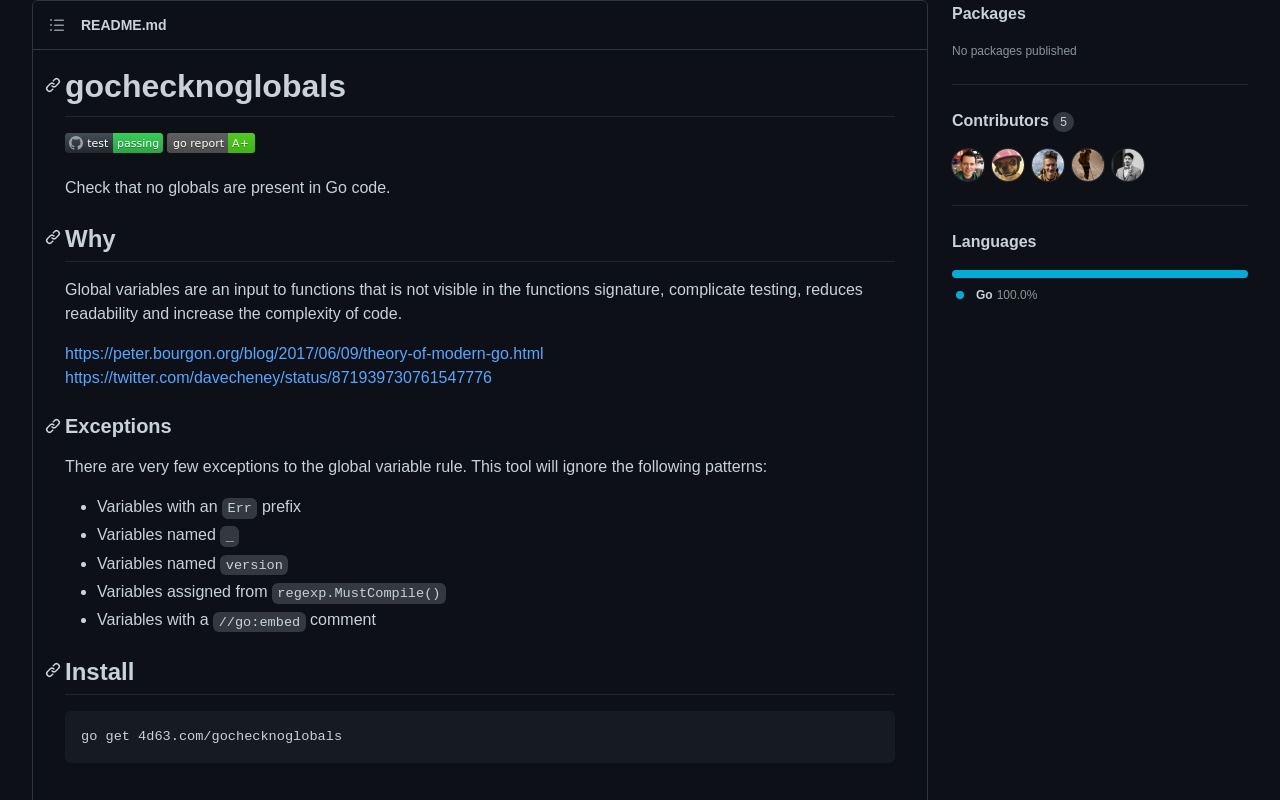 README.md
gochecknoglobals
test passing go report A+
Check that no globals are present in Go code.
Why
Global variables are an input to functions that is not visible in the functions signature, complicate testing, reduces
readability and increase the complexity of code.
https://peter.bourgon.org/blog/2017/06/09/theory-of-modern-go.html
https://twitter.com/davecheney/status/871939730761547776
Exceptions
There are very few exceptions to the global variable rule. This tool will ignore the following patterns:
Variables with an Err prefix
Variables named _
Variables named version
Variables assigned from regexp.MustCompile()
Variables with a //go:embed comment
Install
go get 4d63.com/gochecknoglobals
Packages
No packages published
Contributors 5
Languages
Go 100.0%